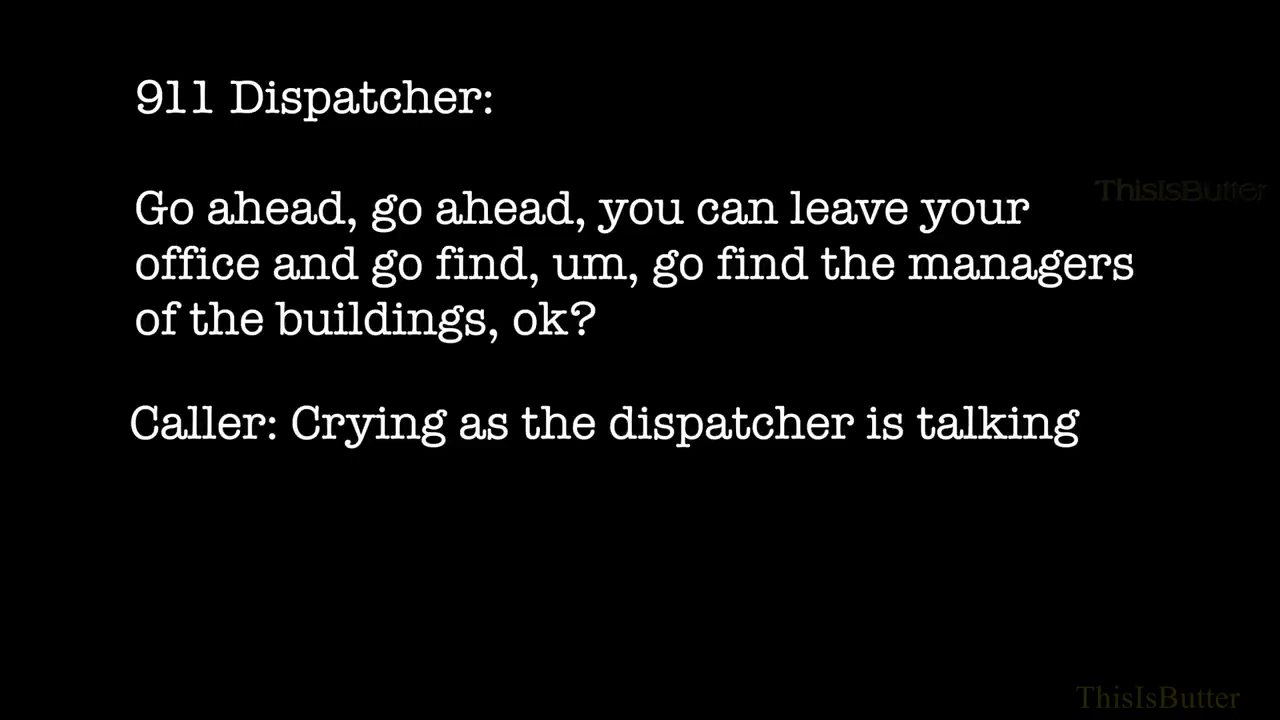 911 Dispatcher:
ThisIsButter
Go ahead, go ahead, you can leave your
office and go find, um, go find the managers
of the buildings, ok?
Caller: Crying as the dispatcher is talking
ThisIsButter